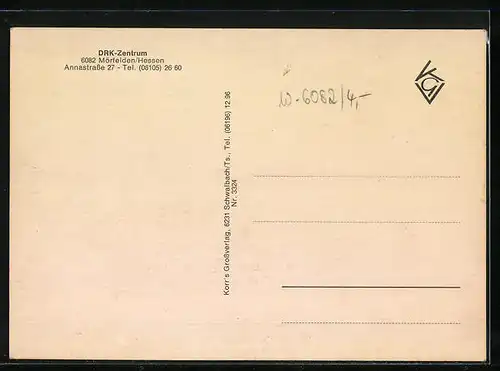 DRK-Zentrum
6082 Mörfelden/Hessen
Annastraße 27 - Tel. (06105) 26 60
W-6082/4,-
Korr's Großverlag, 6231 Schwalbach/Ts., Tel. (06196) 12 96
Nr. 3324